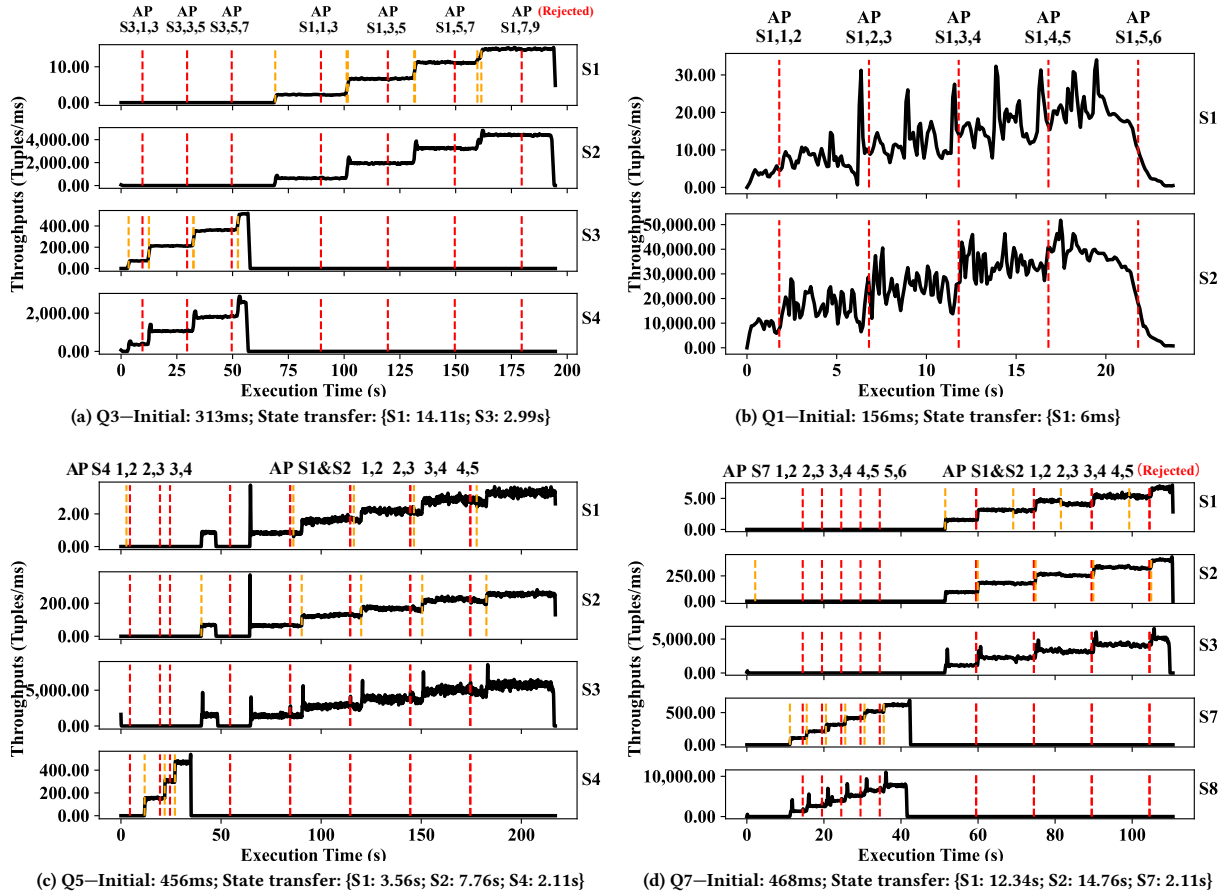 AP AP AP AP AP AP AP (Rejected)
S3,1,3 S3,3,5 S3,5,7 S1,1,3 S1,3,5 S1,5,7 S1,7,9
10.00
0.00
S1
4,000.00
2,000.00
0.00
S2
400.00
200.00
0.00
S3
2,000.00
0.00
S4
Throughputs (Tuples/ms)
0 25 50 75 100 125 150 175 200
Execution Time (s)
(a) Q3—Initial: 313ms; State transfer: {S1: 14.11s; S3: 2.99s}
AP AP AP AP AP
S1,1,2 S1,2,3 S1,3,4 S1,4,5 S1,5,6
30.00
20.00
10.00
0.00
S1
50,000.00
40,000.00
30,000.00
20,000.00
10,000.00
0.00
S2
Throughputs (Tuples/ms)
0 5 10 15 20
Execution Time (s)
(b) Q1—Initial: 156ms; State transfer: {S1: 6ms}
AP S4 1,2 2,3 3,4 AP S1&S2 1,2 2,3 3,4 4,5
2.00
0.00
S1
200.00
0.00
S2
5,000.00
0.00
S3
400.00
200.00
0.00
S4
Throughputs (Tuples/ms)
0 50 100 150 200
Execution Time (s)
(c) Q5—Initial: 456ms; State transfer: {S1: 3.56s; S2: 7.76s; S4: 2.11s}
AP S7 1,2 2,3 3,4 4,5 5,6 AP S1&S2 1,2 2,3 3,4 4,5 (Rejected)
5.00
0.00
S1
250.00
0.00
S2
5,000.00
0.00
S3
500.00
0.00
S7
10,000.00
0.00
S8
Throughputs (Tuples/ms)
0 20 40 60 80 100
Execution Time (s)
(d) Q7—Initial: 468ms; State transfer: {S1: 12.34s; S2: 14.76s; S7: 2.11s}